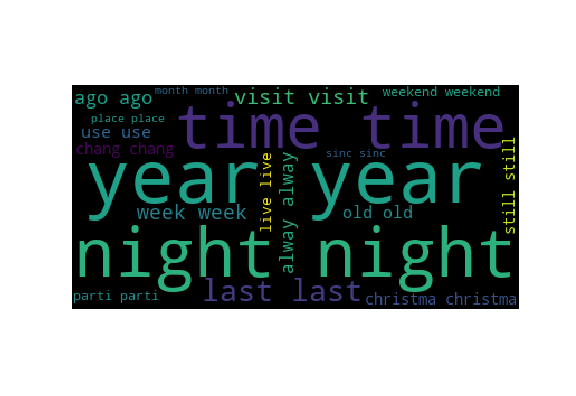 month month
weekend weekend
ago ago
visit visit
place place
time time
use use
chang chang
sinc sinc
year year
live live
alway alway
still still
week week
old old
night night
last last
parti parti
christma christma